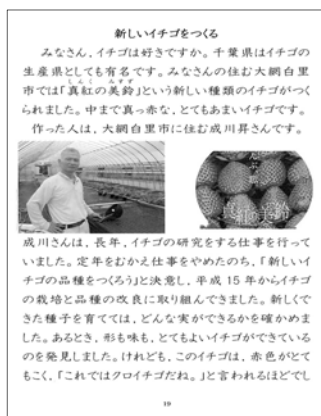 新しいイチゴをつくる
みなさん，イチゴは好きですか。千葉県はイチゴの
生産県としても有名です。みなさんの住む大網白里
しんく みすず
市では「真紅の美鈴」という新しい種類のイチゴがつく
られました。中まで真っ赤な，とてもあまいイチゴです。
作った人は，大網白里市に住む成川昇さんです。
真紅の美鈴
成川さんは，長年，イチゴの研究をする仕事を行って
いました。定年をむかえ仕事をやめたのち，「新しいイ
チゴの品種をつくろう」と決意し，平成 15 年からイチゴ
の栽培と品種の改良に取り組んできました。新しくで
きた種子を育てては，どんな実ができるかを確かめま
した。あるとき，形も味も，とてもよいイチゴができている
のを発見しました。けれども，このイチゴは，赤色がとて
もこく，「これではクロイチゴだね。」と言われるほどでし
19